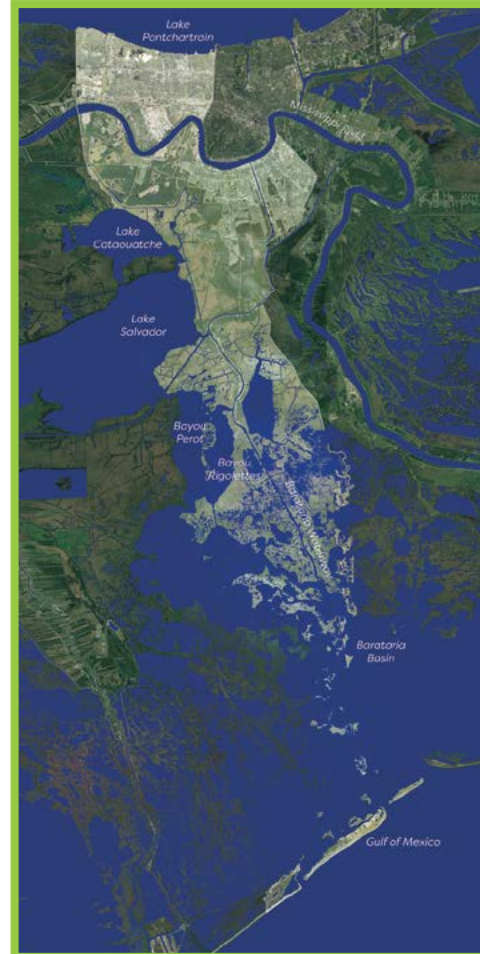 Lake
Pontchartrain
Mississippi River
Lake
Cataouatche
Lake
Salvador
Bayou
Perot
Bayou
Rigolettes
Barataria Waterway
Barataria
Basin
Gulf of Mexico